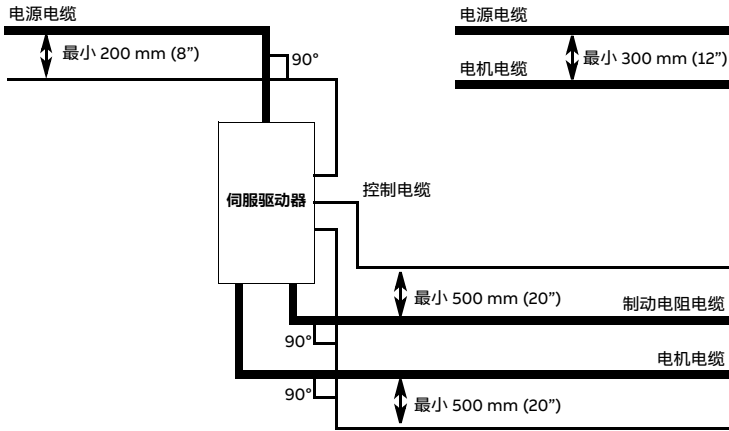 电源电缆
最小 200 mm (8”)
90°
电源电缆
电机电缆
最小 300 mm (12”)
伺服驱动器
控制电缆
最小 500 mm (20”)
制动电阻电缆
90°
电机电缆
90°
最小 500 mm (20”)